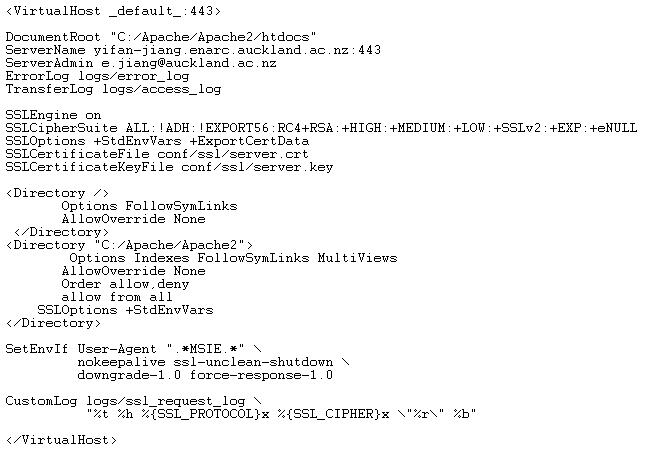 <VirtualHost _default_:443>
DocumentRoot "C:/Apache/Apache2/htdocs"
ServerName yifan-jiang.enarc.auckland.ac.nz:443
ServerAdmin e.jiang@auckland.ac.nz
ErrorLog logs/error_log
TransferLog logs/access_log
SSLEngine on
SSLCipherSuite ALL:!ADH:!EXPORT56:RC4+RSA:+HIGH:+MEDIUM:+LOW:+SSLv2:+EXP:+eNULL
SSLOptions +StdEnvVars +ExportCertData
SSLCertificateFile conf/ssl/server.crt
SSLCertificateKeyFile conf/ssl/server.key
<Directory />
Options FollowSymLinks
AllowOverride None
</Directory>
<Directory "C:/Apache/Apache2">
Options Indexes FollowSymLinks MultiViews
AllowOverride None
Order allow,deny
allow from all
SSLOptions +StdEnvVars
</Directory>
SetEnvIf User-Agent ".*MSIE.*" \
nokeepalive ssl-unclean-shutdown \
downgrade-1.0 force-response-1.0
CustomLog logs/ssl_request_log \
"%t %h %{SSL_PROTOCOL}x %{SSL_CIPHER}x \"%r\" %b"
</VirtualHost>